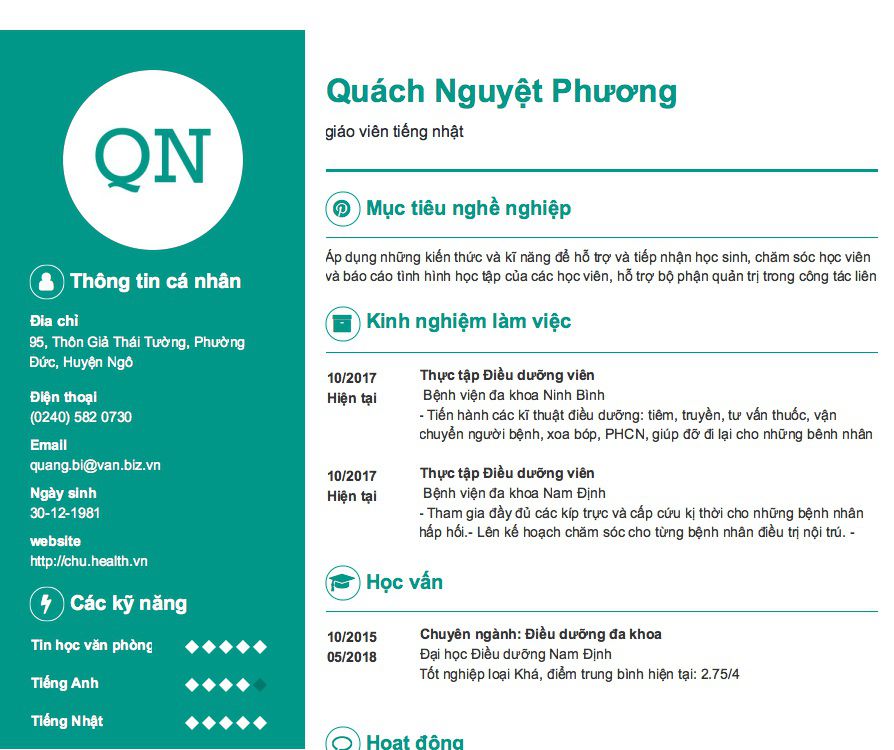 QN
Thông tin cá nhân
Địa chỉ
95, Thôn Giả Thái Tường, Phường
Đức, Huyện Ngô
Điện thoại
(0240) 582 0730
Email
quang.bi@van.biz.vn
Ngày sinh
30-12-1981
website
http://chu.health.vn
Các kỹ năng
Tin học văn phòng
Tiếng Anh
Tiếng Nhật
Quách Nguyệt Phương
giáo viên tiếng nhật
Mục tiêu nghề nghiệp
Áp dụng những kiến thức và kĩ năng để hỗ trợ và tiếp nhận học sinh, chăm sóc học viên
và báo cáo tình hình học tập của các học viên, hỗ trợ bộ phận quản trị trong công tác liên
Kinh nghiệm làm việc
10/2017
Hiện tại
Thực tập Điều dưỡng viên
Bệnh viện đa khoa Ninh Bình
- Tiến hành các kĩ thuật điều dưỡng: tiêm, truyền, tư vấn thuốc, vận
chuyển người bệnh, xoa bóp, PHCN, giúp đỡ đi lại cho những bênh nhân
10/2017
Hiện tại
Thực tập Điều dưỡng viên
Bệnh viện đa khoa Nam Định
- Tham gia đầy đủ các kíp trực và cấp cứu kị thời cho những bệnh nhân
hấp hối.- Lên kế hoạch chăm sóc cho từng bệnh nhân điều trị nội trú. -
Học vấn
10/2015
05/2018
Chuyên ngành: Điều dưỡng đa khoa
Đại học Điều dưỡng Nam Định
Tốt nghiệp loại Khá, điểm trung bình hiện tại: 2.75/4
Hoạt động